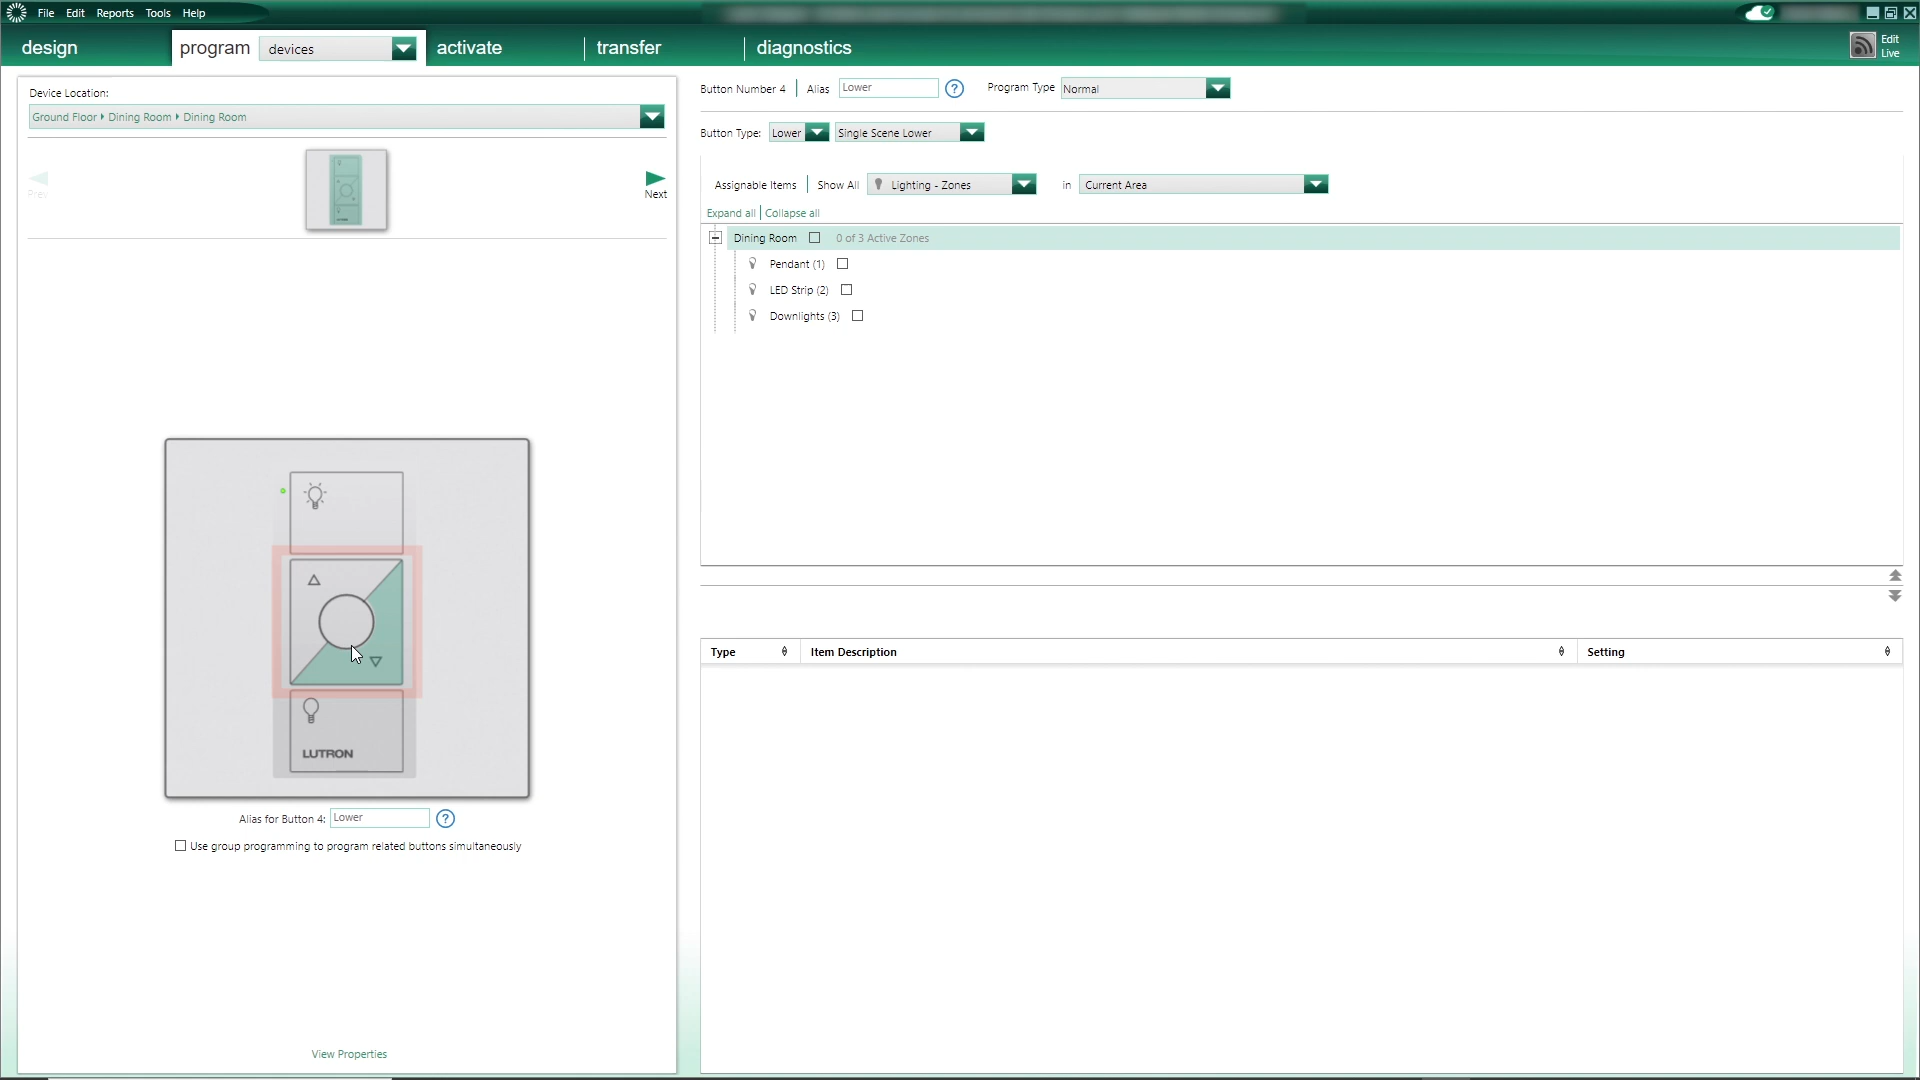 File Edit Reports Tools Help
design program devices activate transfer diagnostics Edit Live
Device Location:
Ground Floor Dining Room Dining Room
Prev
Next
LUTRON
Alias for Button 4: Lower ?
Use group programming to program related buttons simultaneously
View Properties
Button Number 4 Alias Lower ? Program Type Normal
Button Type: Lower Single Scene Lower
Assignable Items Show All Lighting - Zones in Current Area
Expand all Collapse all
Dining Room 0 of 3 Active Zones
Pendant (1)
LED Strip (2)
Downlights (3)
Type Item Description Setting